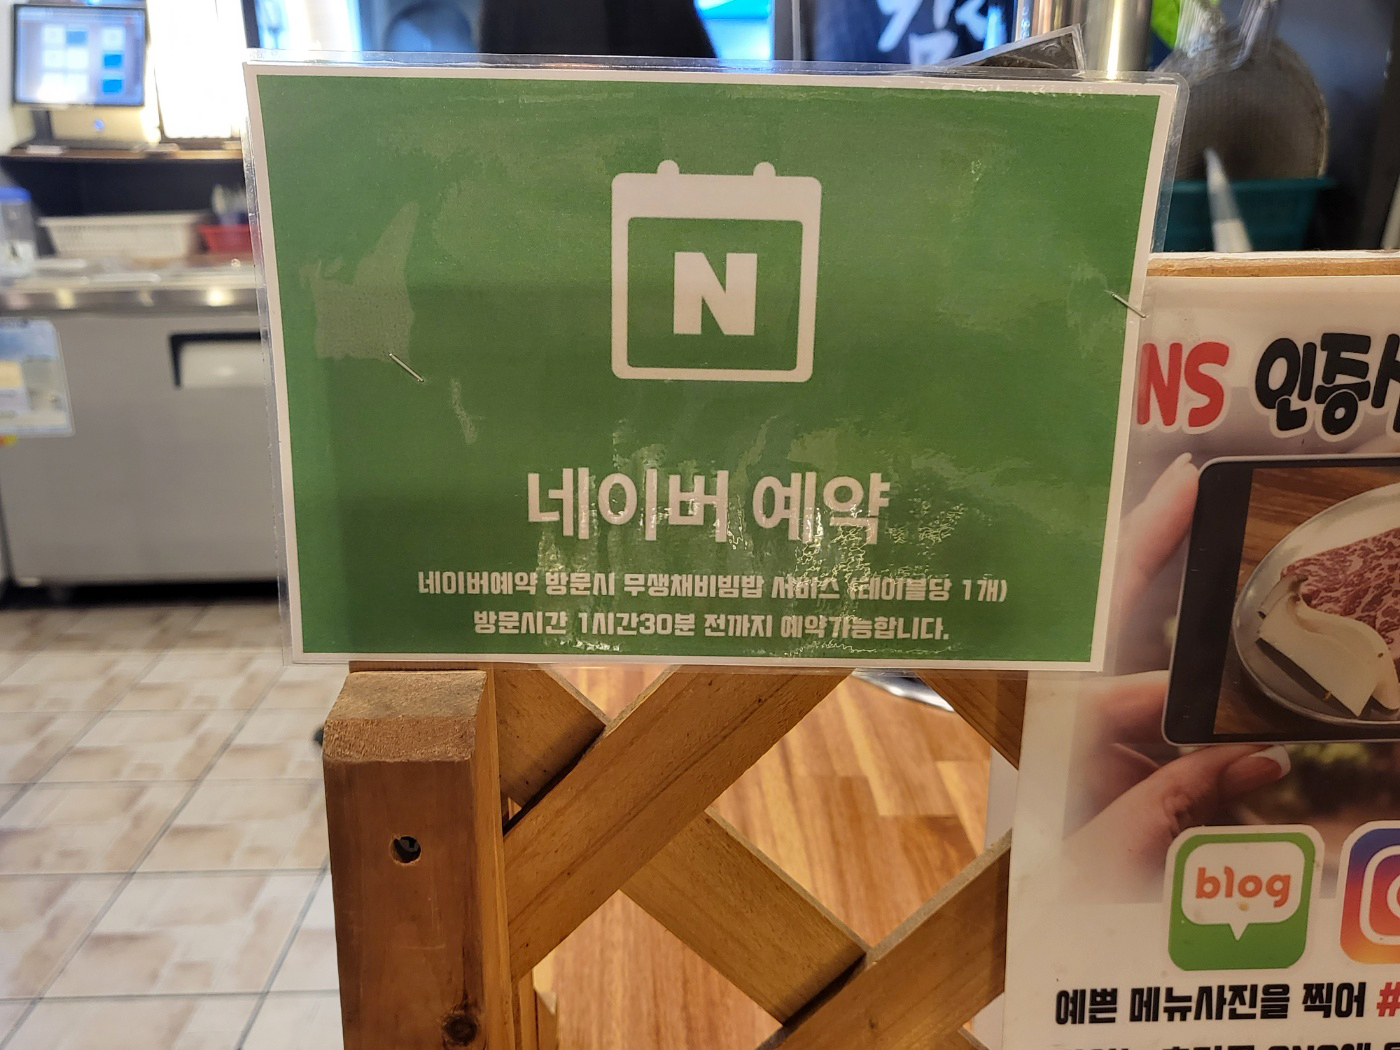 N
네이버 예약
네이버예약 방문시 무생채비빔밥 서비스 (테이블당 1개)
방문시간 1시간30분 전까지 예약가능합니다.
NS 인증
blog
예쁜 메뉴사진을 찍어 #